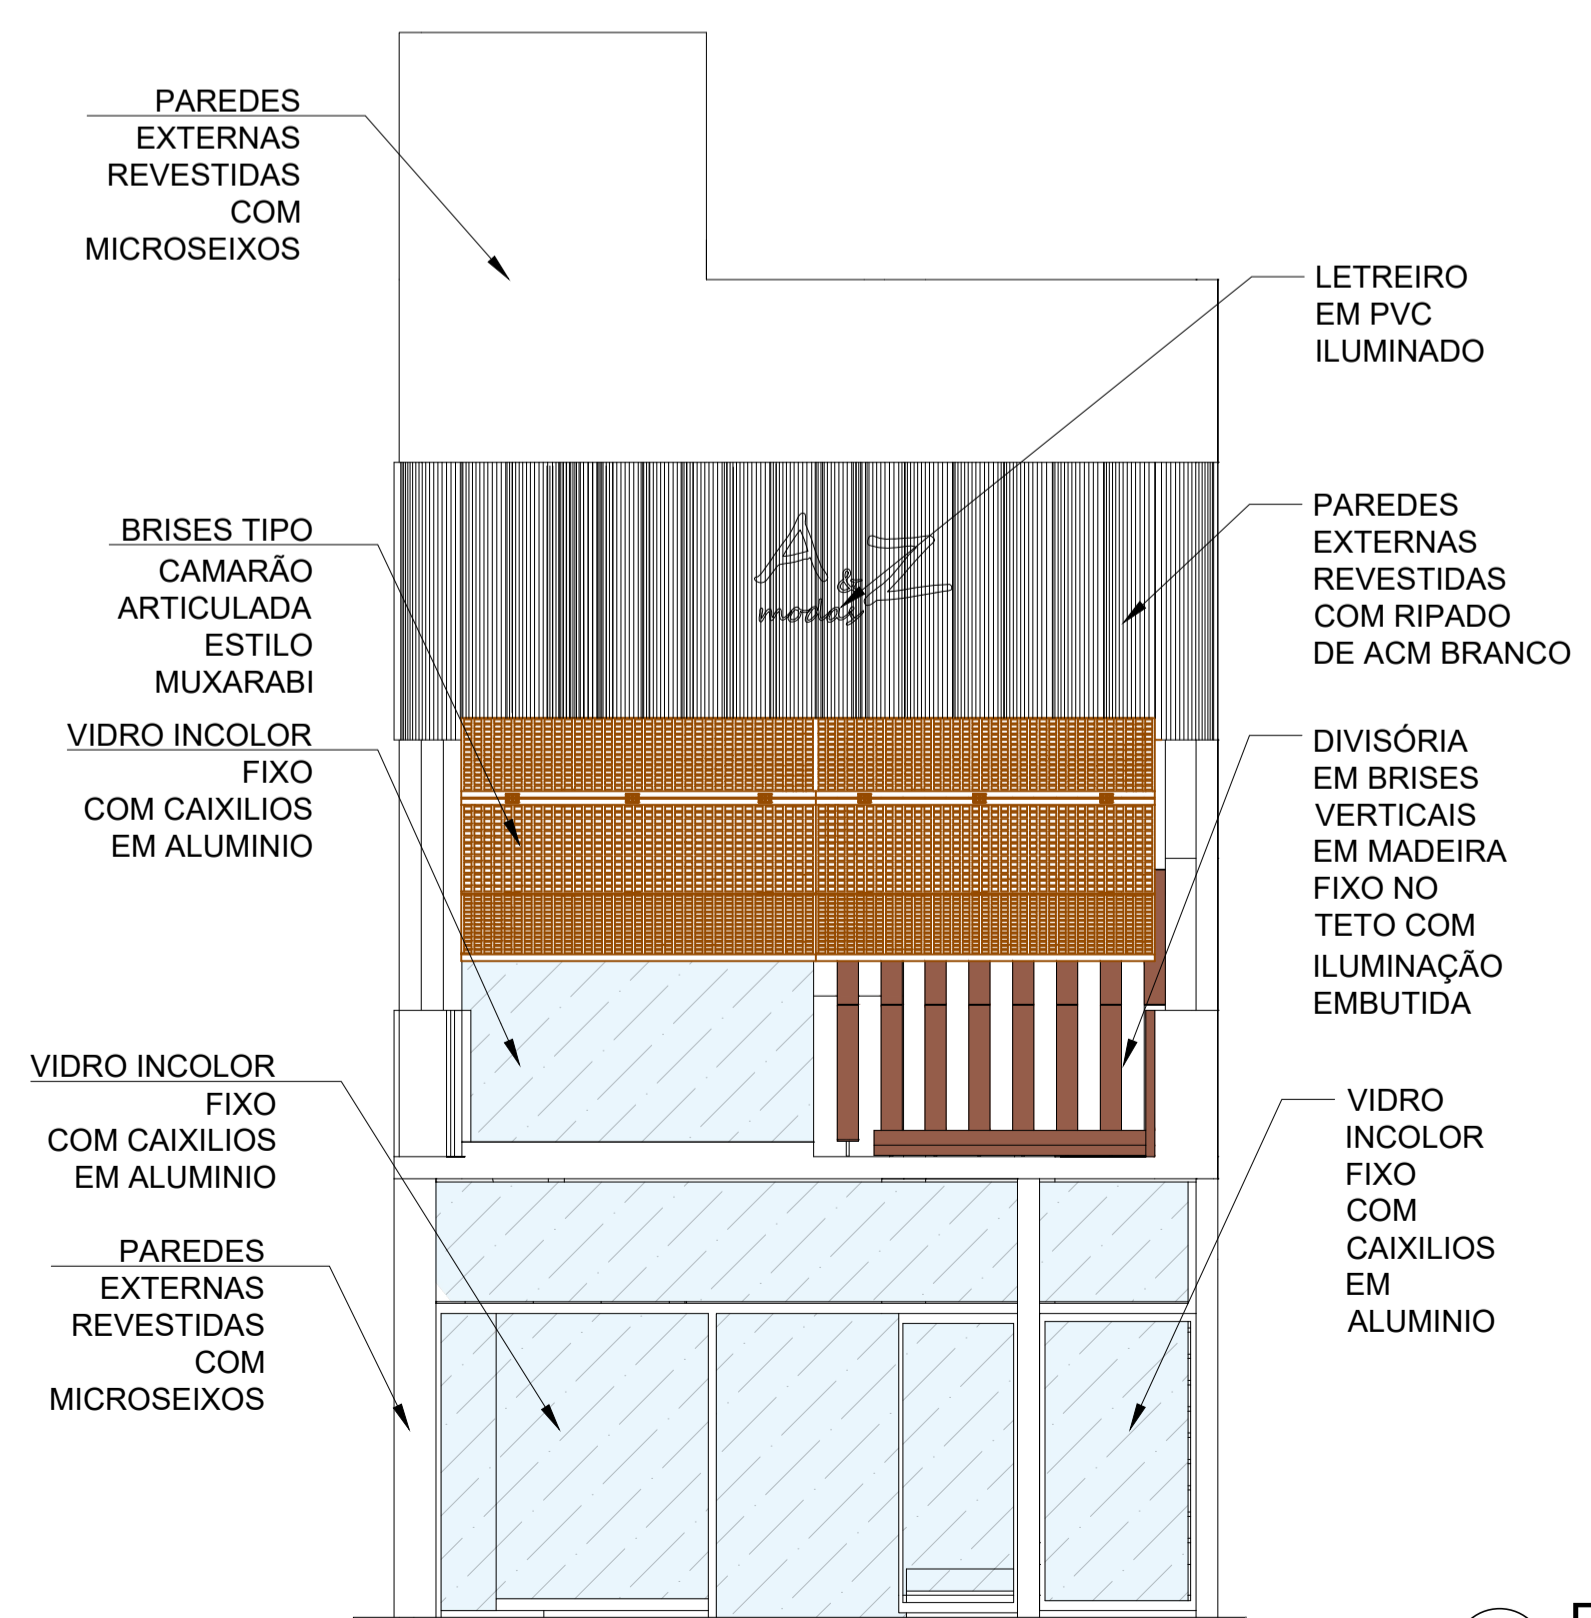 PAREDES
EXTERNAS
REVESTIDAS
COM
MICROSEIXOS
LETREIRO
EM PVC
ILUMINADO
BRISES TIPO
CAMARÃO
ARTICULADA
ESTILO
MUXARABI
A & Z
modas
PAREDES
EXTERNAS
REVESTIDAS
COM RIPADO
DE ACM BRANCO
VIDRO INCOLOR
FIXO
COM CAIXILIOS
EM ALUMINIO
DIVISÓRIA
EM BRISES
VERTICAIS
EM MADEIRA
FIXO NO
TETO COM
ILUMINAÇÃO
EMBUTIDA
VIDRO INCOLOR
FIXO
COM CAIXILIOS
EM ALUMINIO
VIDRO
INCOLOR
FIXO
COM
CAIXILIOS
EM
ALUMINIO
PAREDES
EXTERNAS
REVESTIDAS
COM
MICROSEIXOS